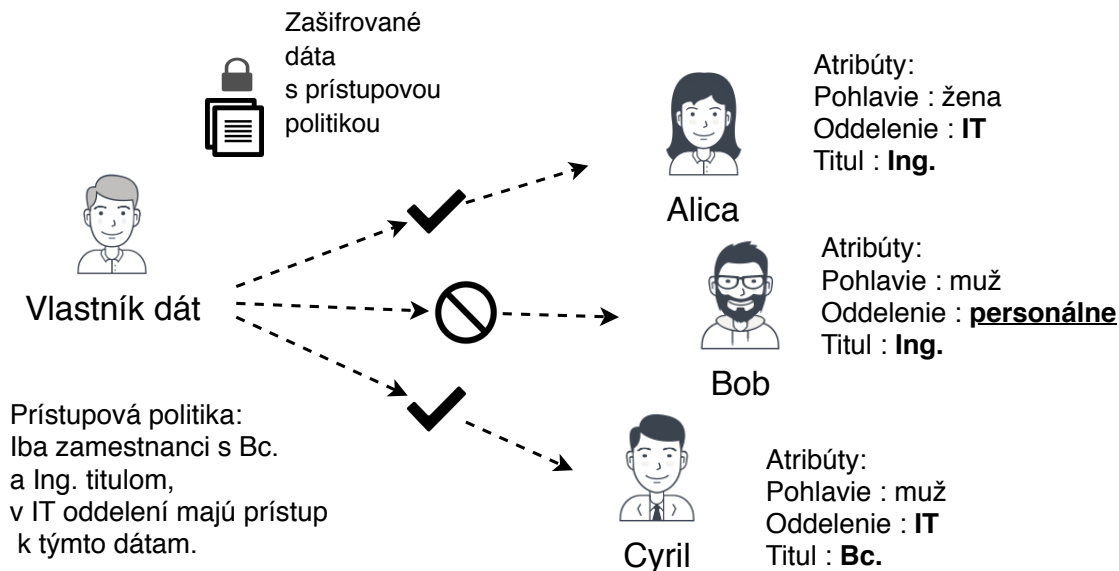 Zašifrované
dáta
s prístupovou
politikou
Atribúty:
Pohlavie : žena
Oddelenie : IT
Titul : Ing.
Alica
Vlastník dát
Atribúty:
Pohlavie : muž
Oddelenie : personálne
Titul : Ing.
Bob
Prístupová politika:
Iba zamestnanci s Bc.
a Ing. titulom,
v IT oddelení majú prístup
k týmto dátam.
Atribúty:
Pohlavie : muž
Oddelenie : IT
Titul : Bc.
Cyril